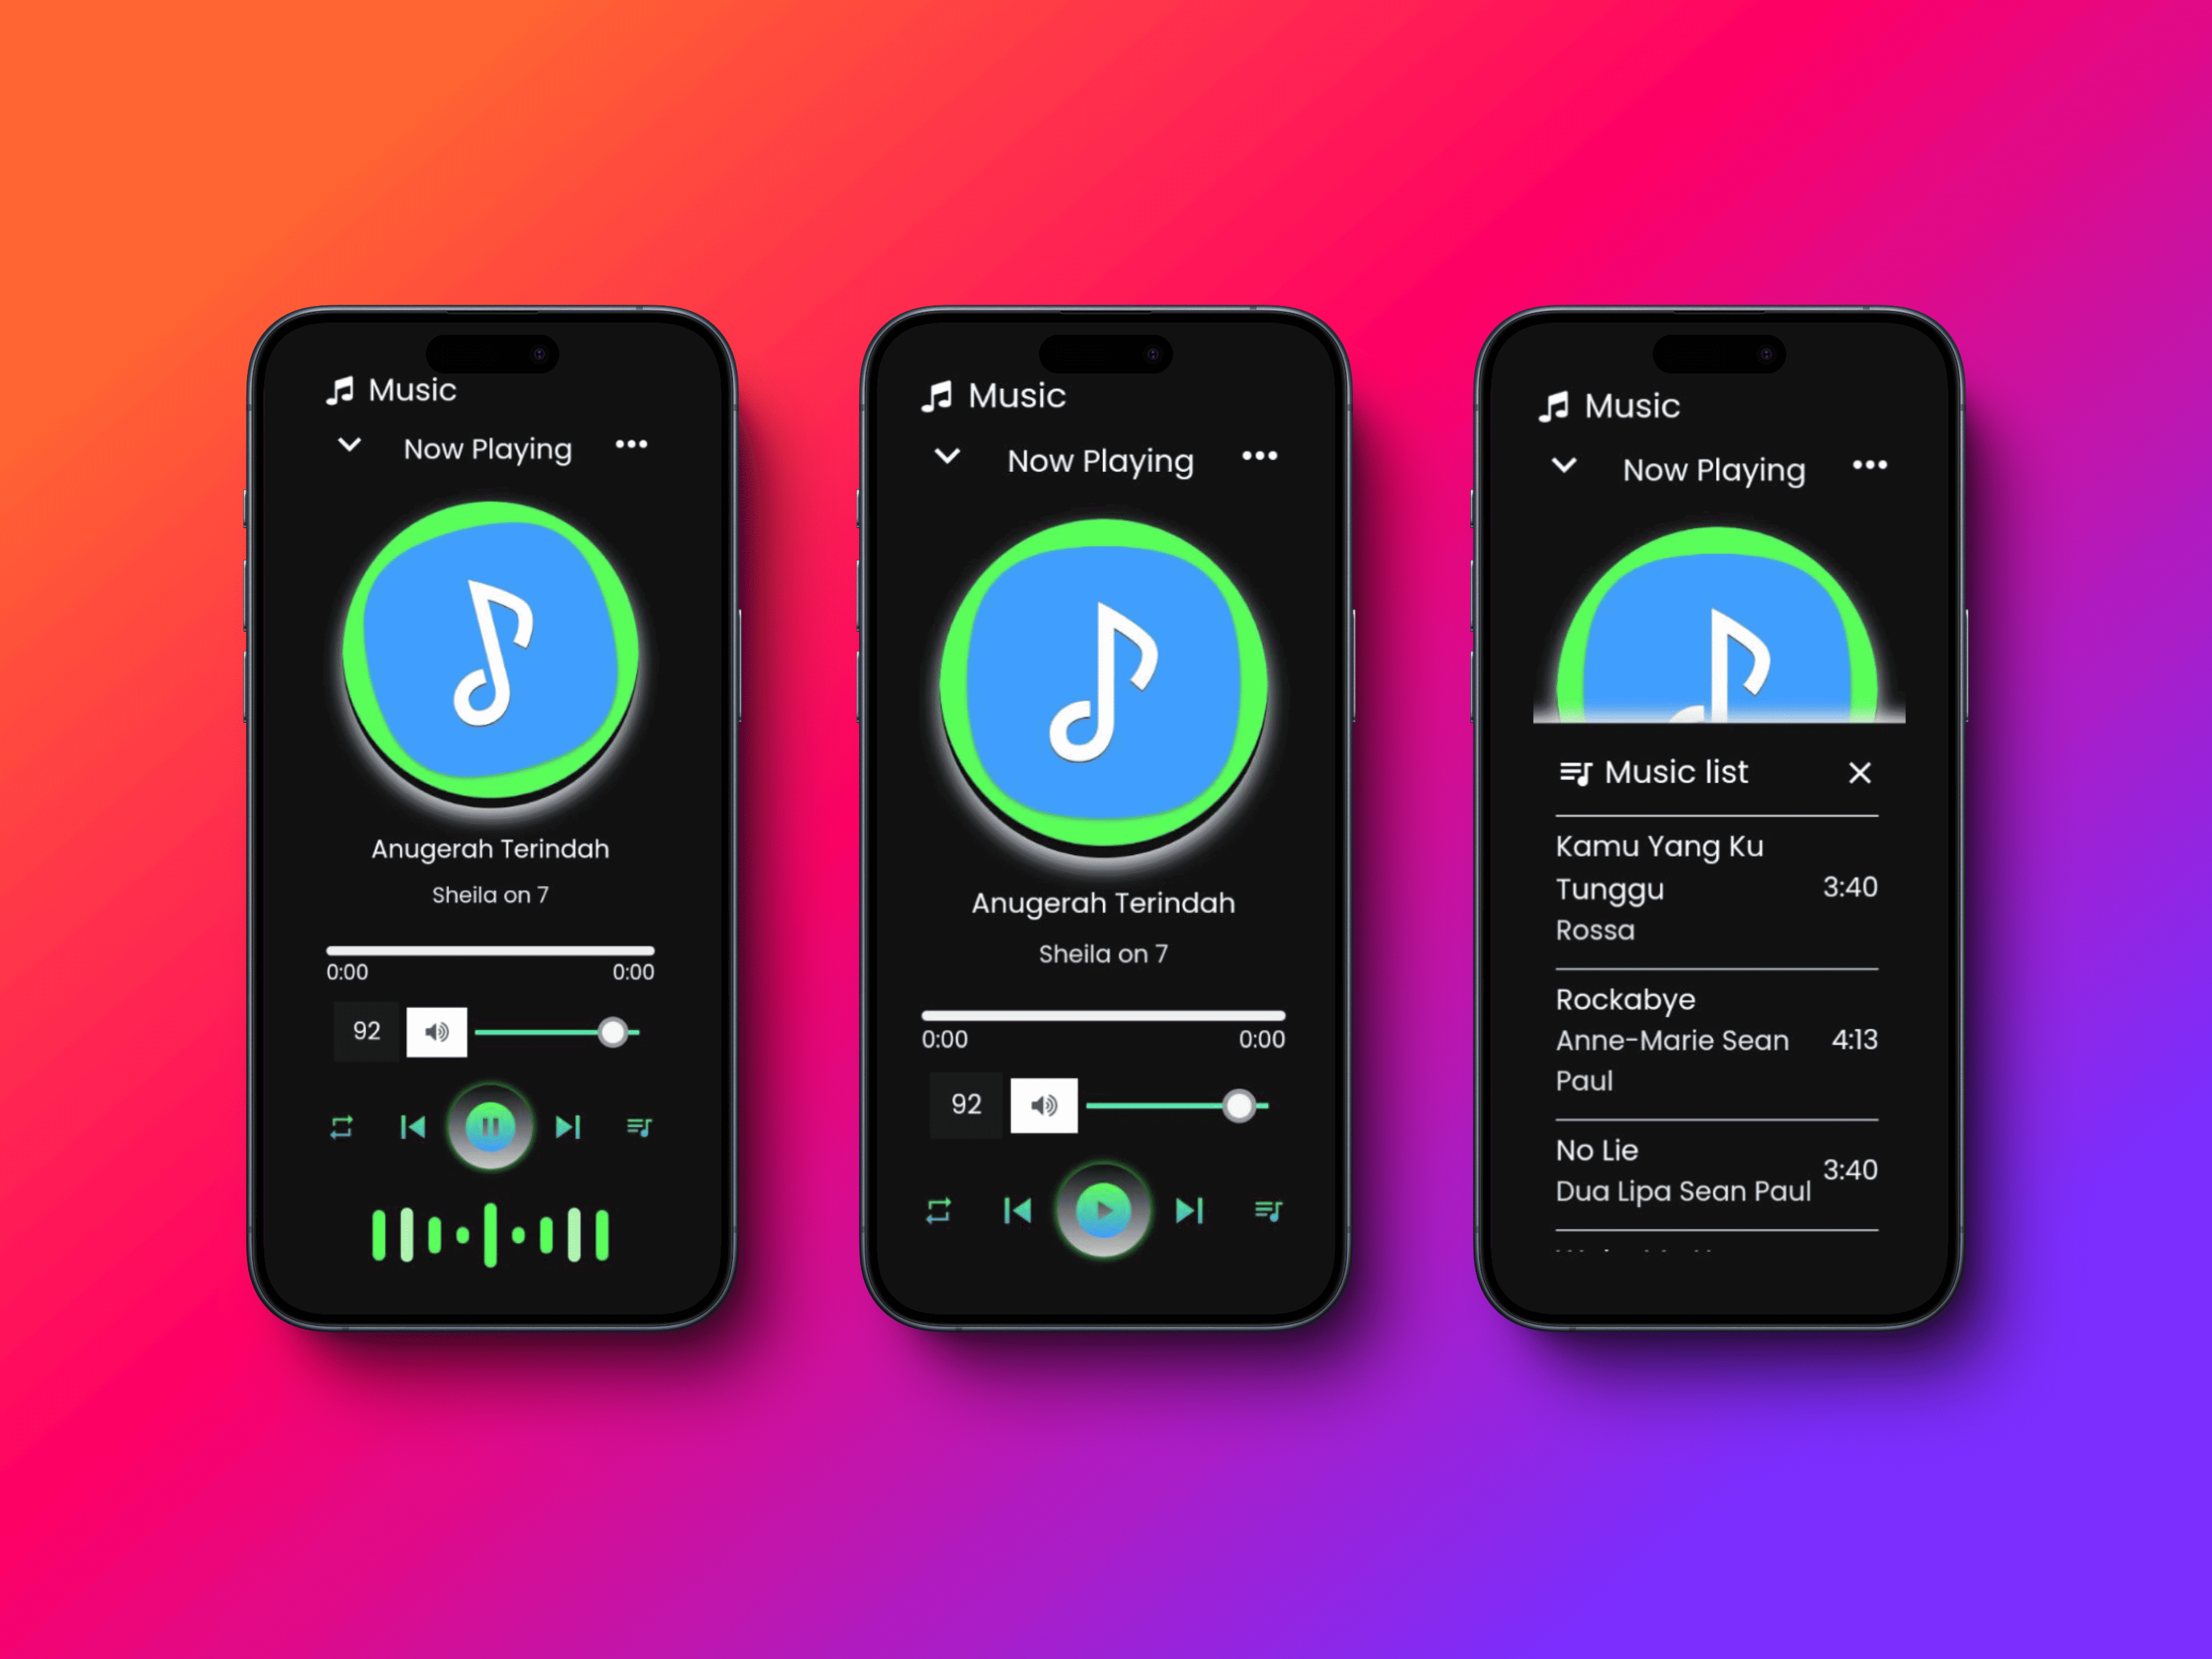 Music
Now Playing
Anugerah Terindah
Sheila on 7
0:00
0:00
92
Music
Now Playing
Anugerah Terindah
Sheila on 7
0:00
0:00
92
Music
Now Playing
Music list
Kamu Yang Ku
Tunggu
3:40
Rossa
Rockabye
Anne-Marie Sean
4:13
Paul
No Lie
3:40
Dua Lipa Sean Paul